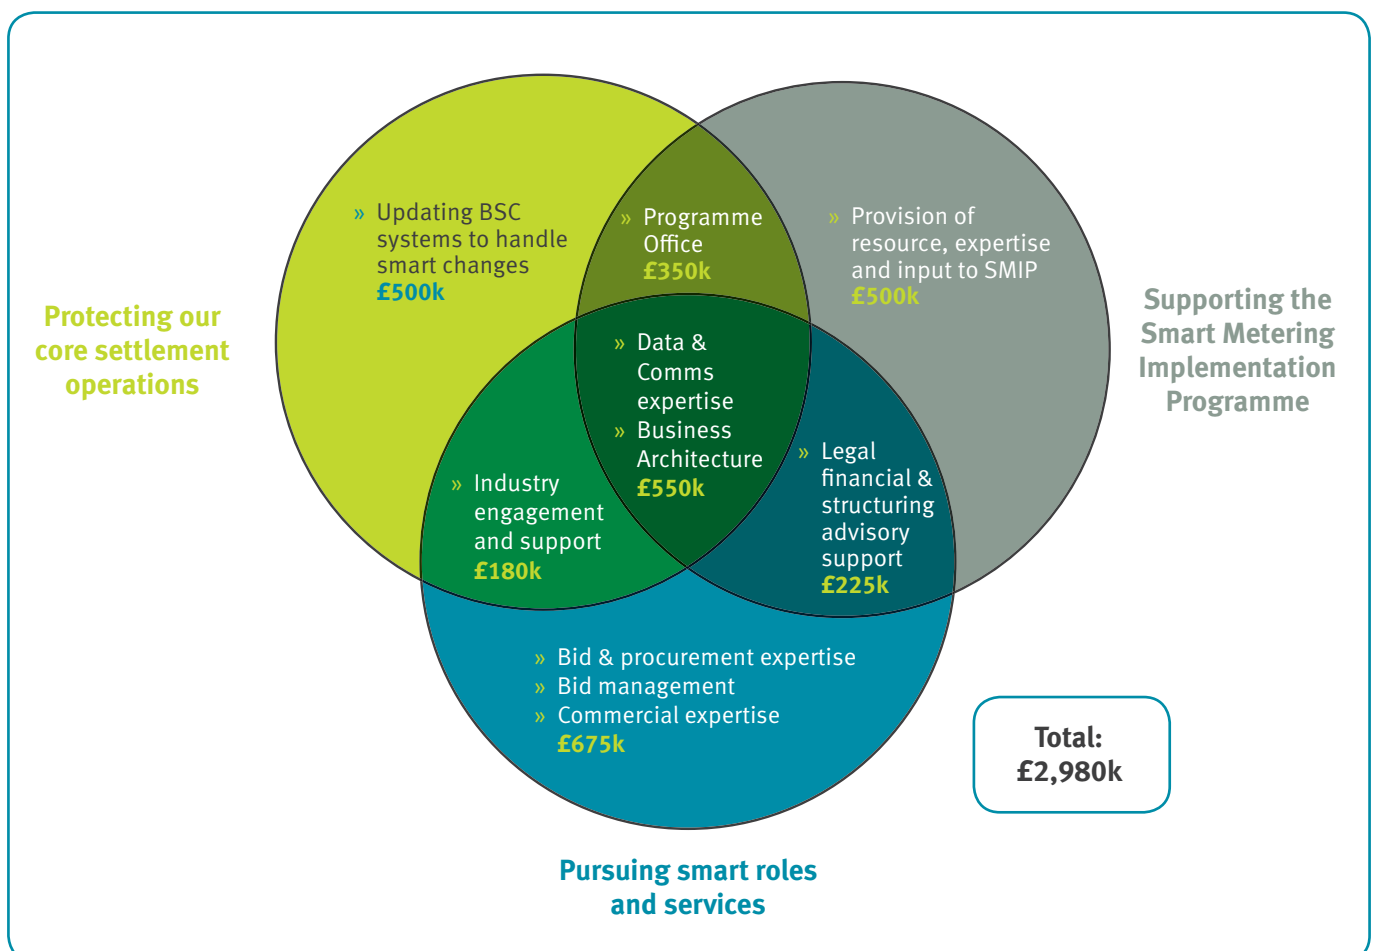 » Updating BSC
systems to handle
smart changes
£500k
» Programme
Office
£350k
» Provision of
resource, expertise
and input to SMIP
£500k
Protecting our
core settlement
operations
Supporting the
Smart Metering
Implementation
Programme
» Data &
Comms
expertise
» Business
Architecture
£550k
» Industry
engagement
and support
£180k
» Legal
financial &
structuring
advisory
support
£225k
» Bid & procurement expertise
» Bid management
» Commercial expertise
£675k
Total:
£2,980k
Pursuing smart roles
and services